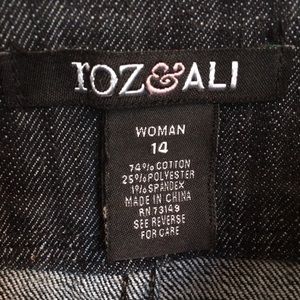 roz&ALI
WOMAN
14
74% COTTON
25% POLYESTER
1% SPANDEX
MADE IN CHINA
RN 73149
SEE REVERSE
FOR CARE